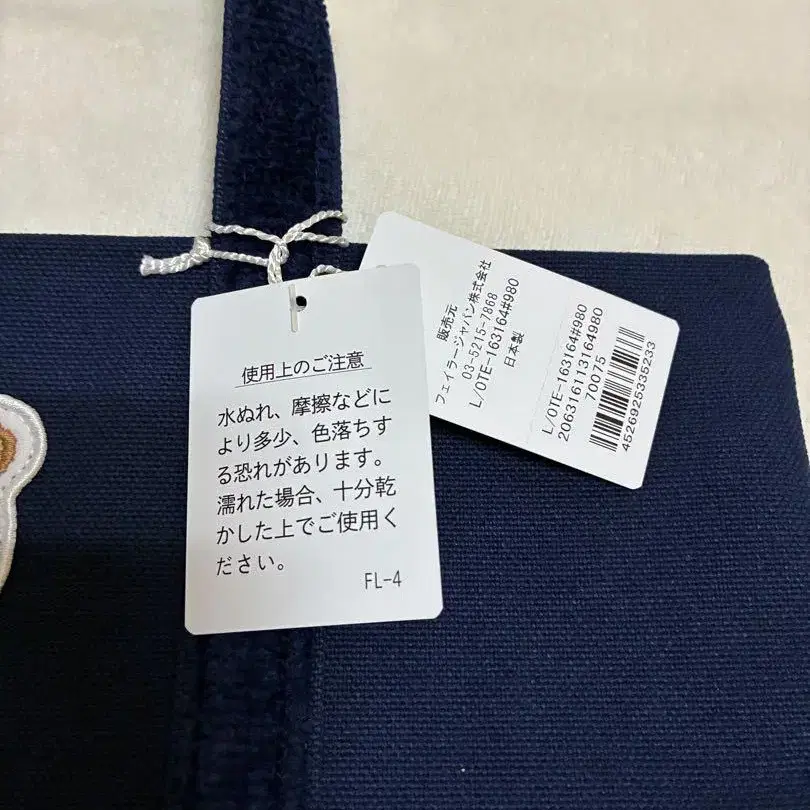 使用上のご注意
水ぬれ、摩擦などに
より多少、色落ちす
る恐れがあります。
濡れた場合、十分乾
かした上でご使用く
ださい。
FL-4
販売元
フェイラージャパン株式会社
03-5215-7868
L/OTE-163164#980
日本製
L/OTE-163164#980
206316113164980
70075
4526925335233